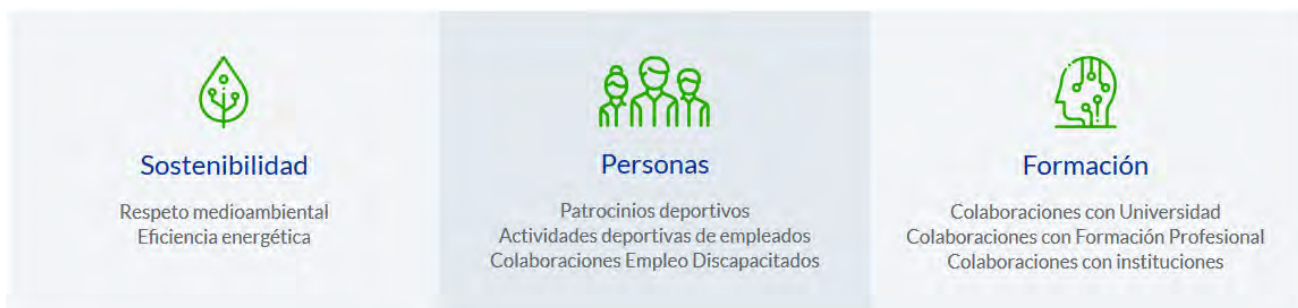 Sostenibilidad
Respeto medioambiental
Eficiencia energética
Personas
Patrocinios deportivos
Actividades deportivas de empleados
Colaboraciones Empleo Discapacitados
Formación
Colaboraciones con Universidad
Colaboraciones con Formación Profesional
Colaboraciones con instituciones